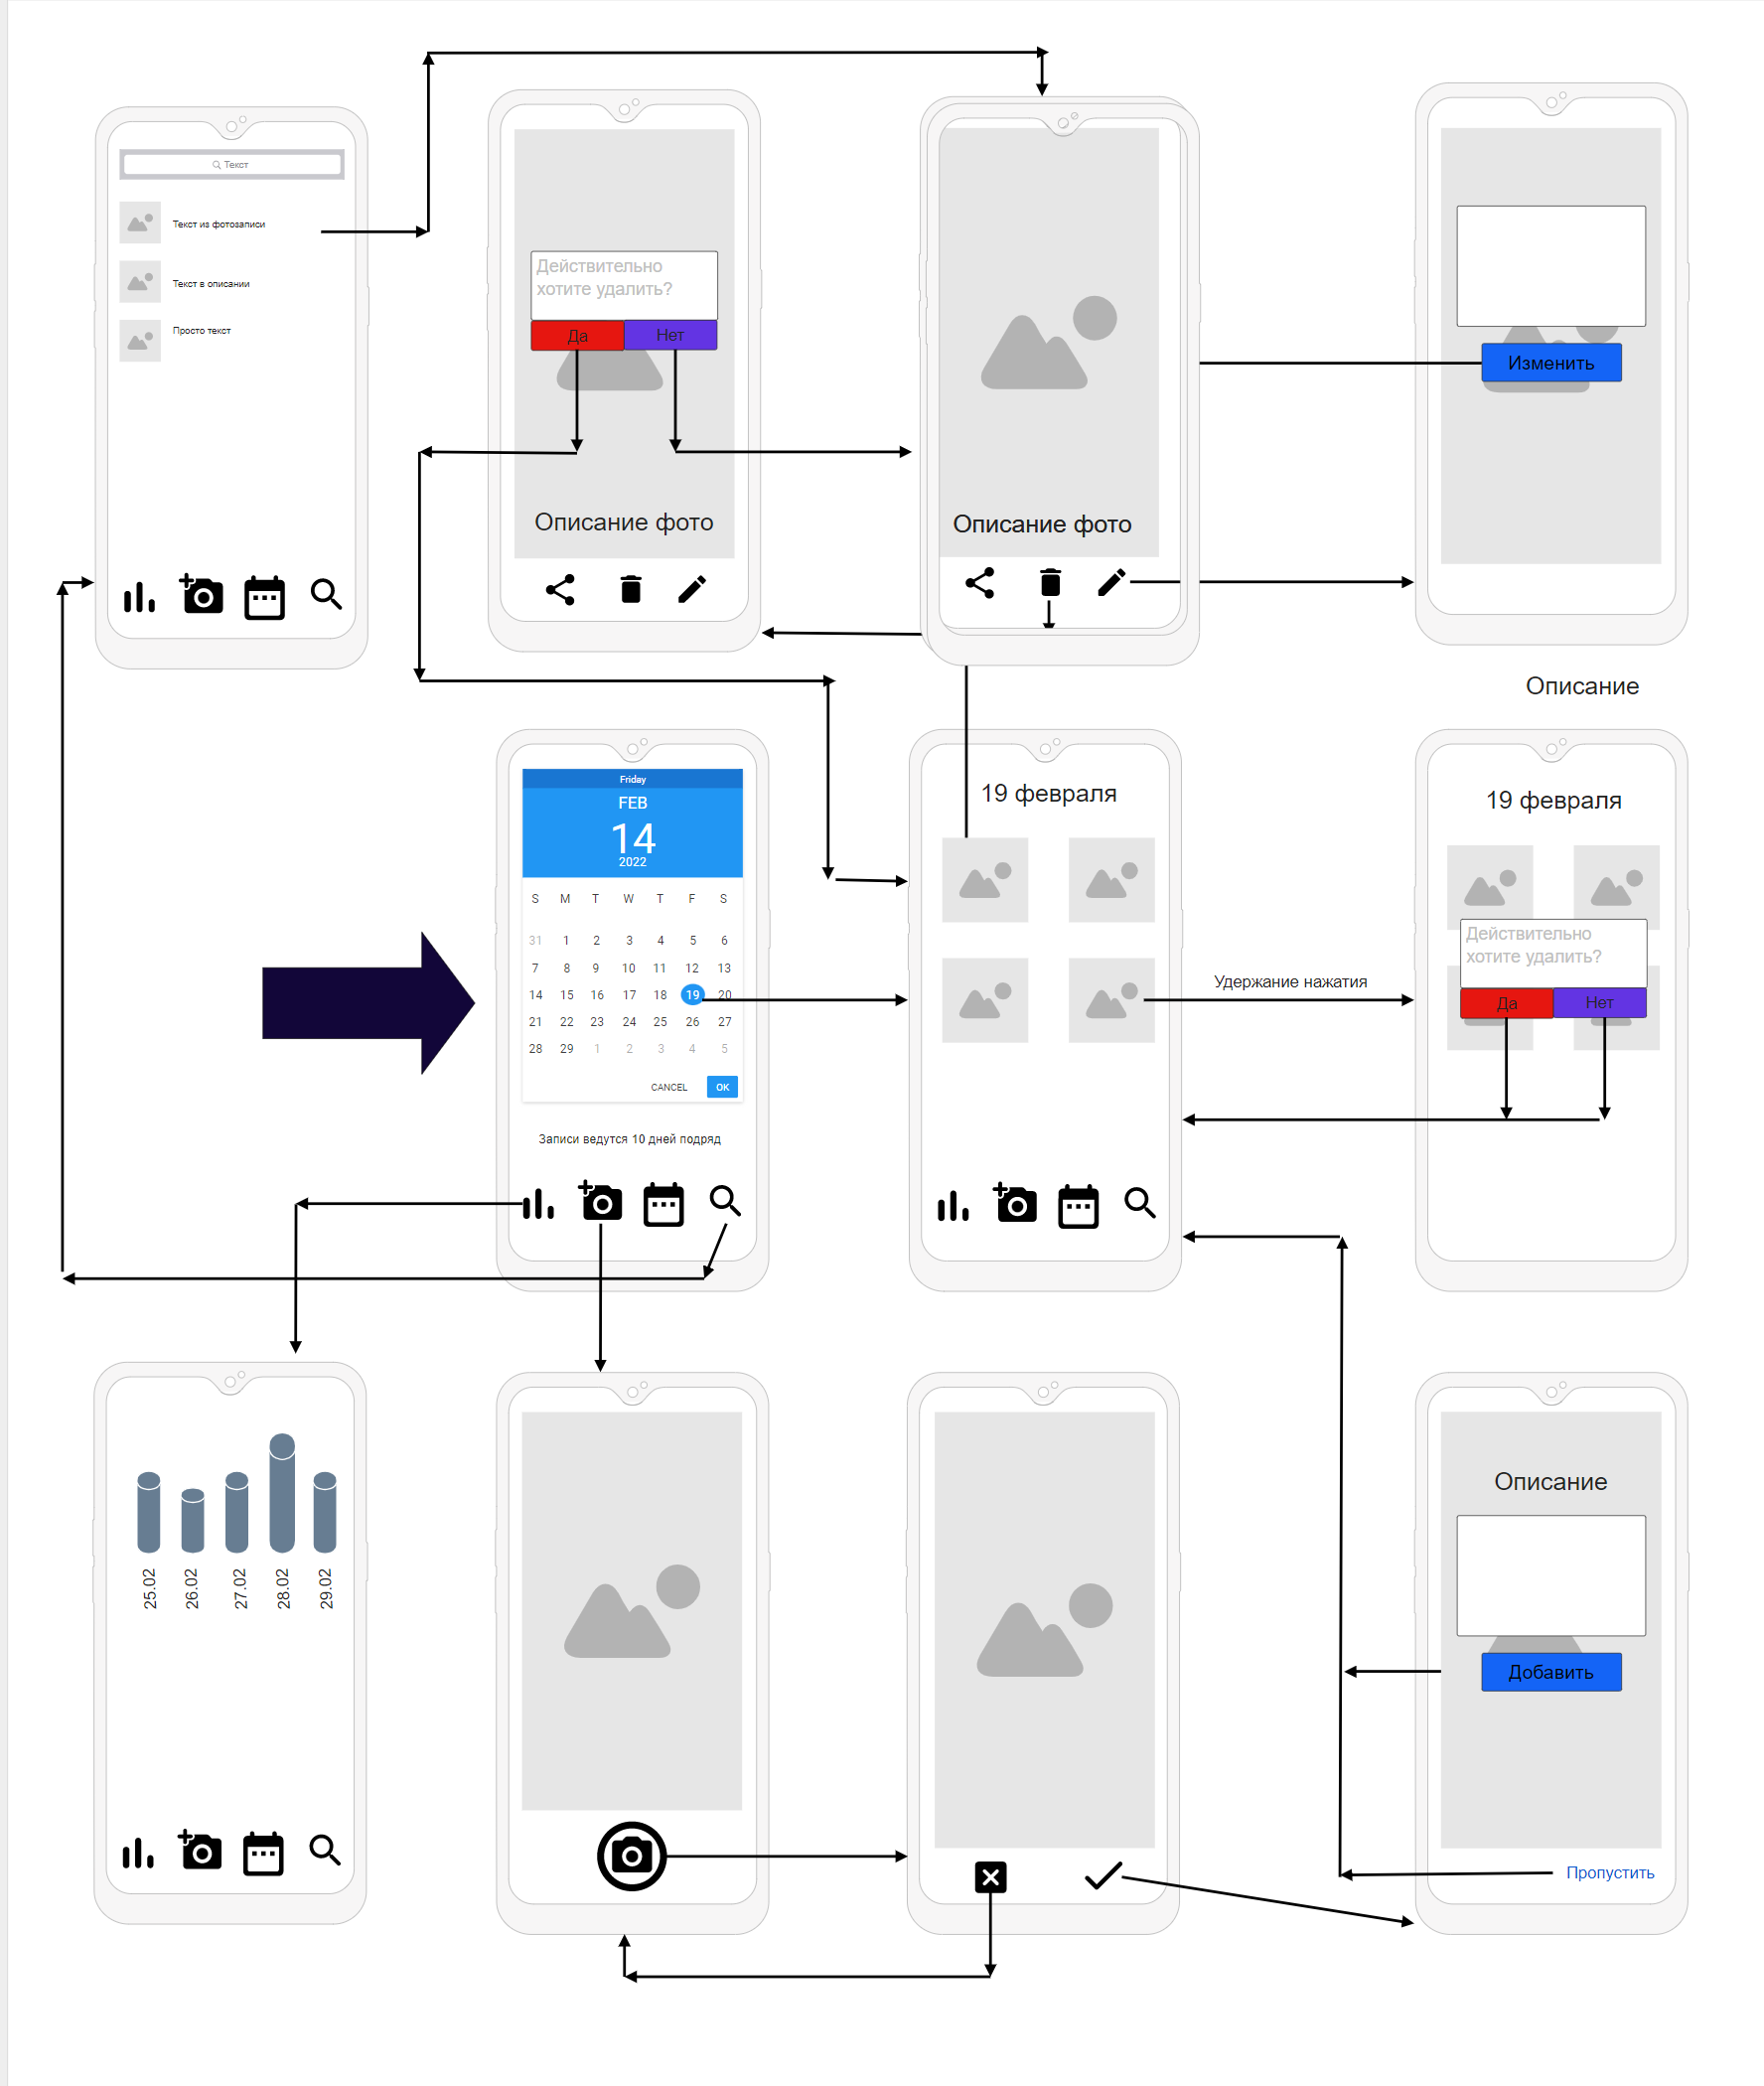 Текст
Текст из фотозаписи
Текст в описании
Просто текст
Действительно
хотите удалить?
Да
Нет
Описание фото
Описание фото
Изменить
Описание
Friday
FEB
14
2022
S M T W T F S
31 1 2 3 4 5 6
7 8 9 10 11 12 13
14 15 16 17 18 19 20
21 22 23 24 25 26 27
28 29 1 2 3 4 5
CANCEL OK
Записи ведутся 10 дней подряд
19 февраля
Удержание нажатия
19 февраля
Действительно
хотите удалить?
Да
Нет
25.02
26.02
27.02
28.02
29.02
Описание
Добавить
Пропустить